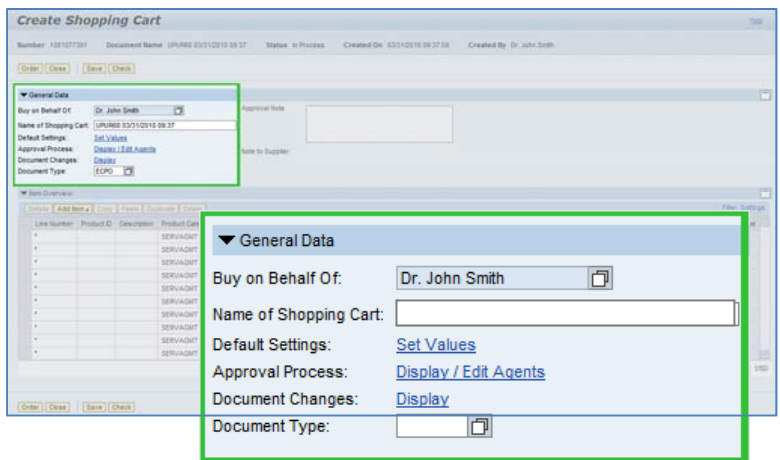 Create Shopping Cart
Help
Number 1001077391 Document Name UPUR60 03/31/2010 09:37 Status In Process Created On 03/31/2010 09:37:58 Created By Dr. John Smith
Order Close Save Check
General Data
Buy on Behalf Of: Dr. John Smith
Name of Shopping Cart: UPUR60 03/31/2010 09:37
Default Settings: Set Values
Approval Process: Display / Edit Agents
Document Changes: Display
Document Type: ECPO
Approval Note
Note to Supplier
Item Overview
Details Add Item Copy Paste Duplicate Delete
Filter Settings
Line Number Product ID Description Product Cate
* SERVAGMT
* SERVAGMT
* SERVAGMT
* SERVAGMT
* SERVAGMT
* SERVAGMT
* SERVAGMT
* SERVAGMT
* SERVAGMT
* SERVAGMT
USD
Order Close Save Check
General Data
Buy on Behalf Of: Dr. John Smith
Name of Shopping Cart:
Default Settings: Set Values
Approval Process: Display / Edit Agents
Document Changes: Display
Document Type: